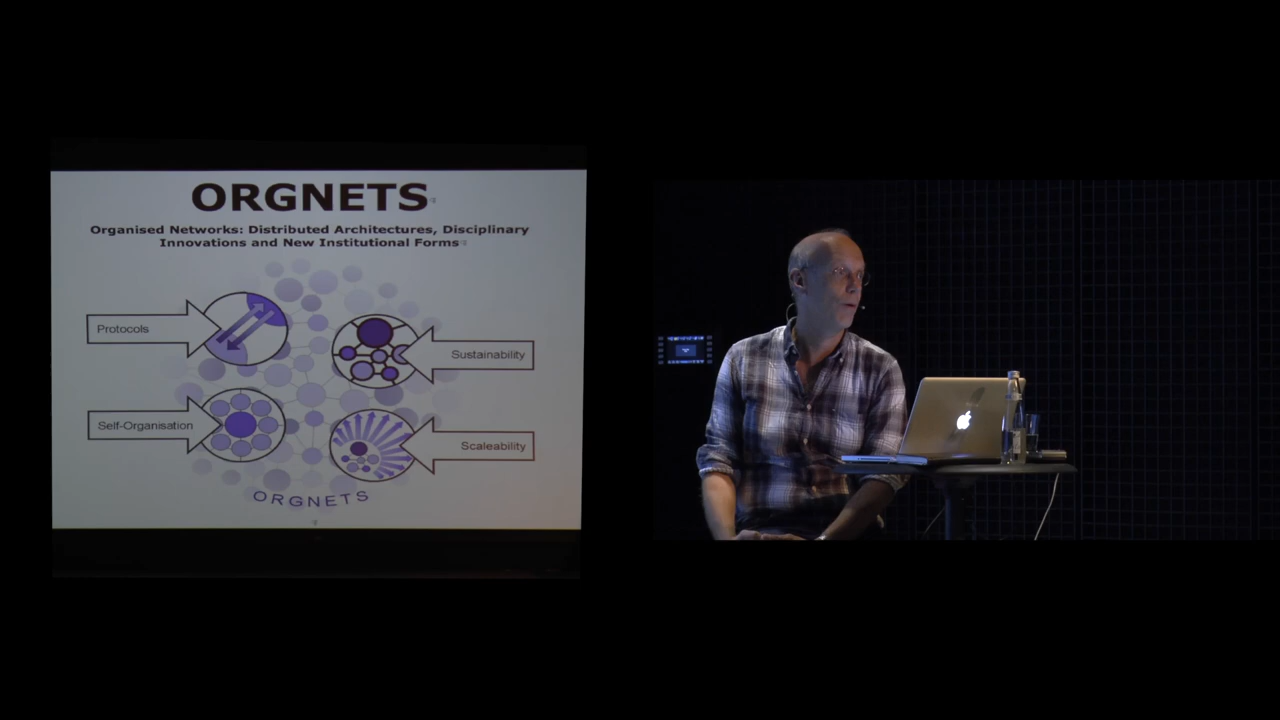 ORGNETS
Organised Networks: Distributed Architectures, Disciplinary
Innovations and New Institutional Forms
Protocols
Sustainability
Self-Organisation
Scaleability
ORGNETS